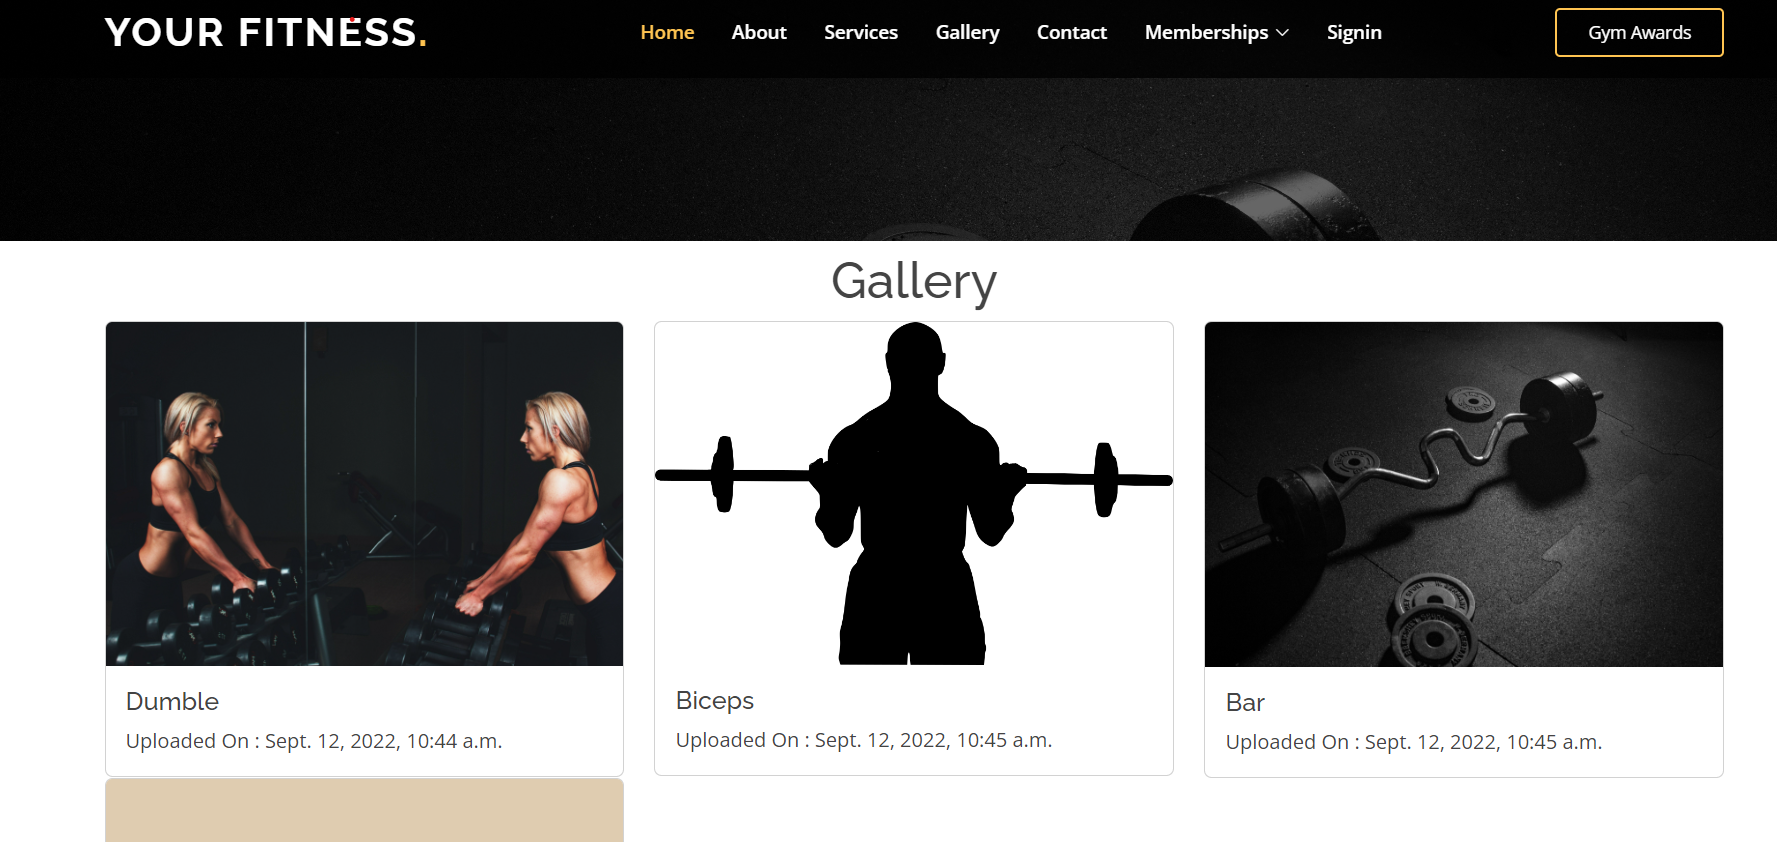 YOUR FITNESS.
Home About Services Gallery Contact Memberships Signin
Gym Awards
Gallery
Dumble
Uploaded On : Sept. 12, 2022, 10:44 a.m.
Biceps
Uploaded On : Sept. 12, 2022, 10:45 a.m.
Bar
Uploaded On : Sept. 12, 2022, 10:45 a.m.